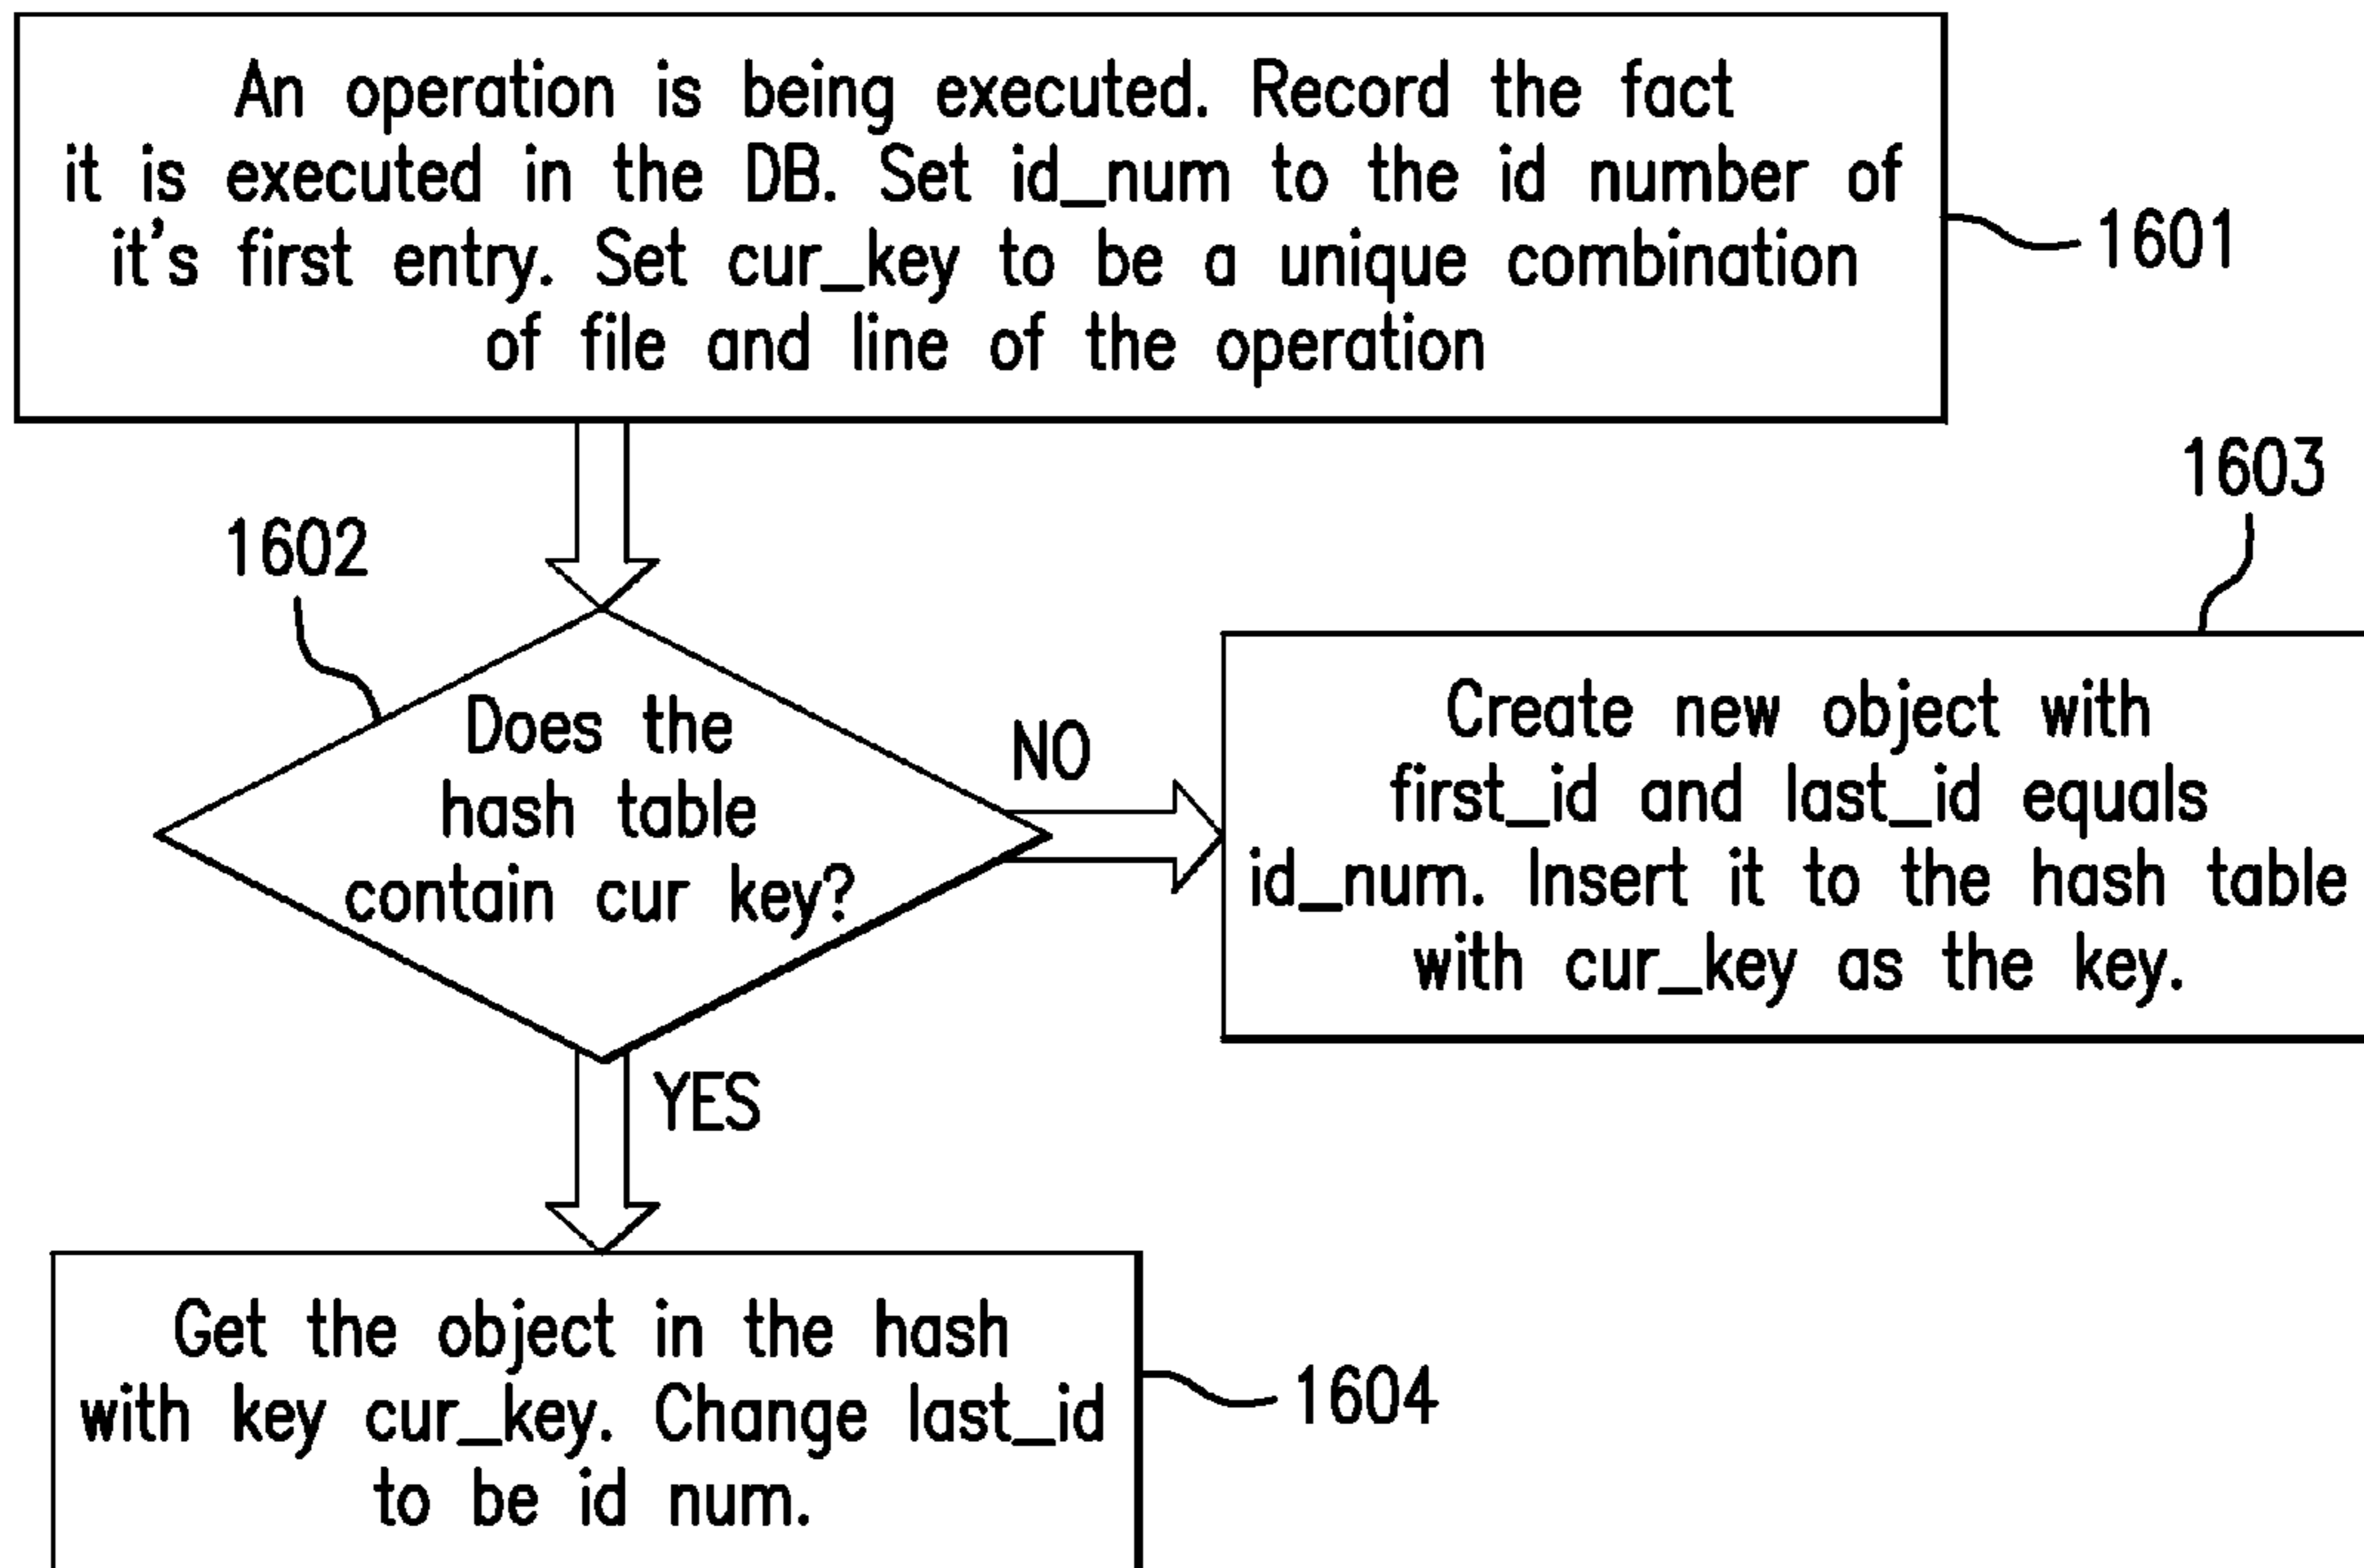 An operation is being executed. Record the fact
it is executed in the DB. Set id_num to the id number of
it's first entry. Set cur_key to be a unique combination
of file and line of the operation
1601
1602
Does the
hash table
contain cur key?
NO
1603
Create new object with
first_id and last_id equals
id_num. Insert it to the hash table
with cur_key as the key.
YES
Get the object in the hash
with key cur_key. Change last_id
to be id num.
1604